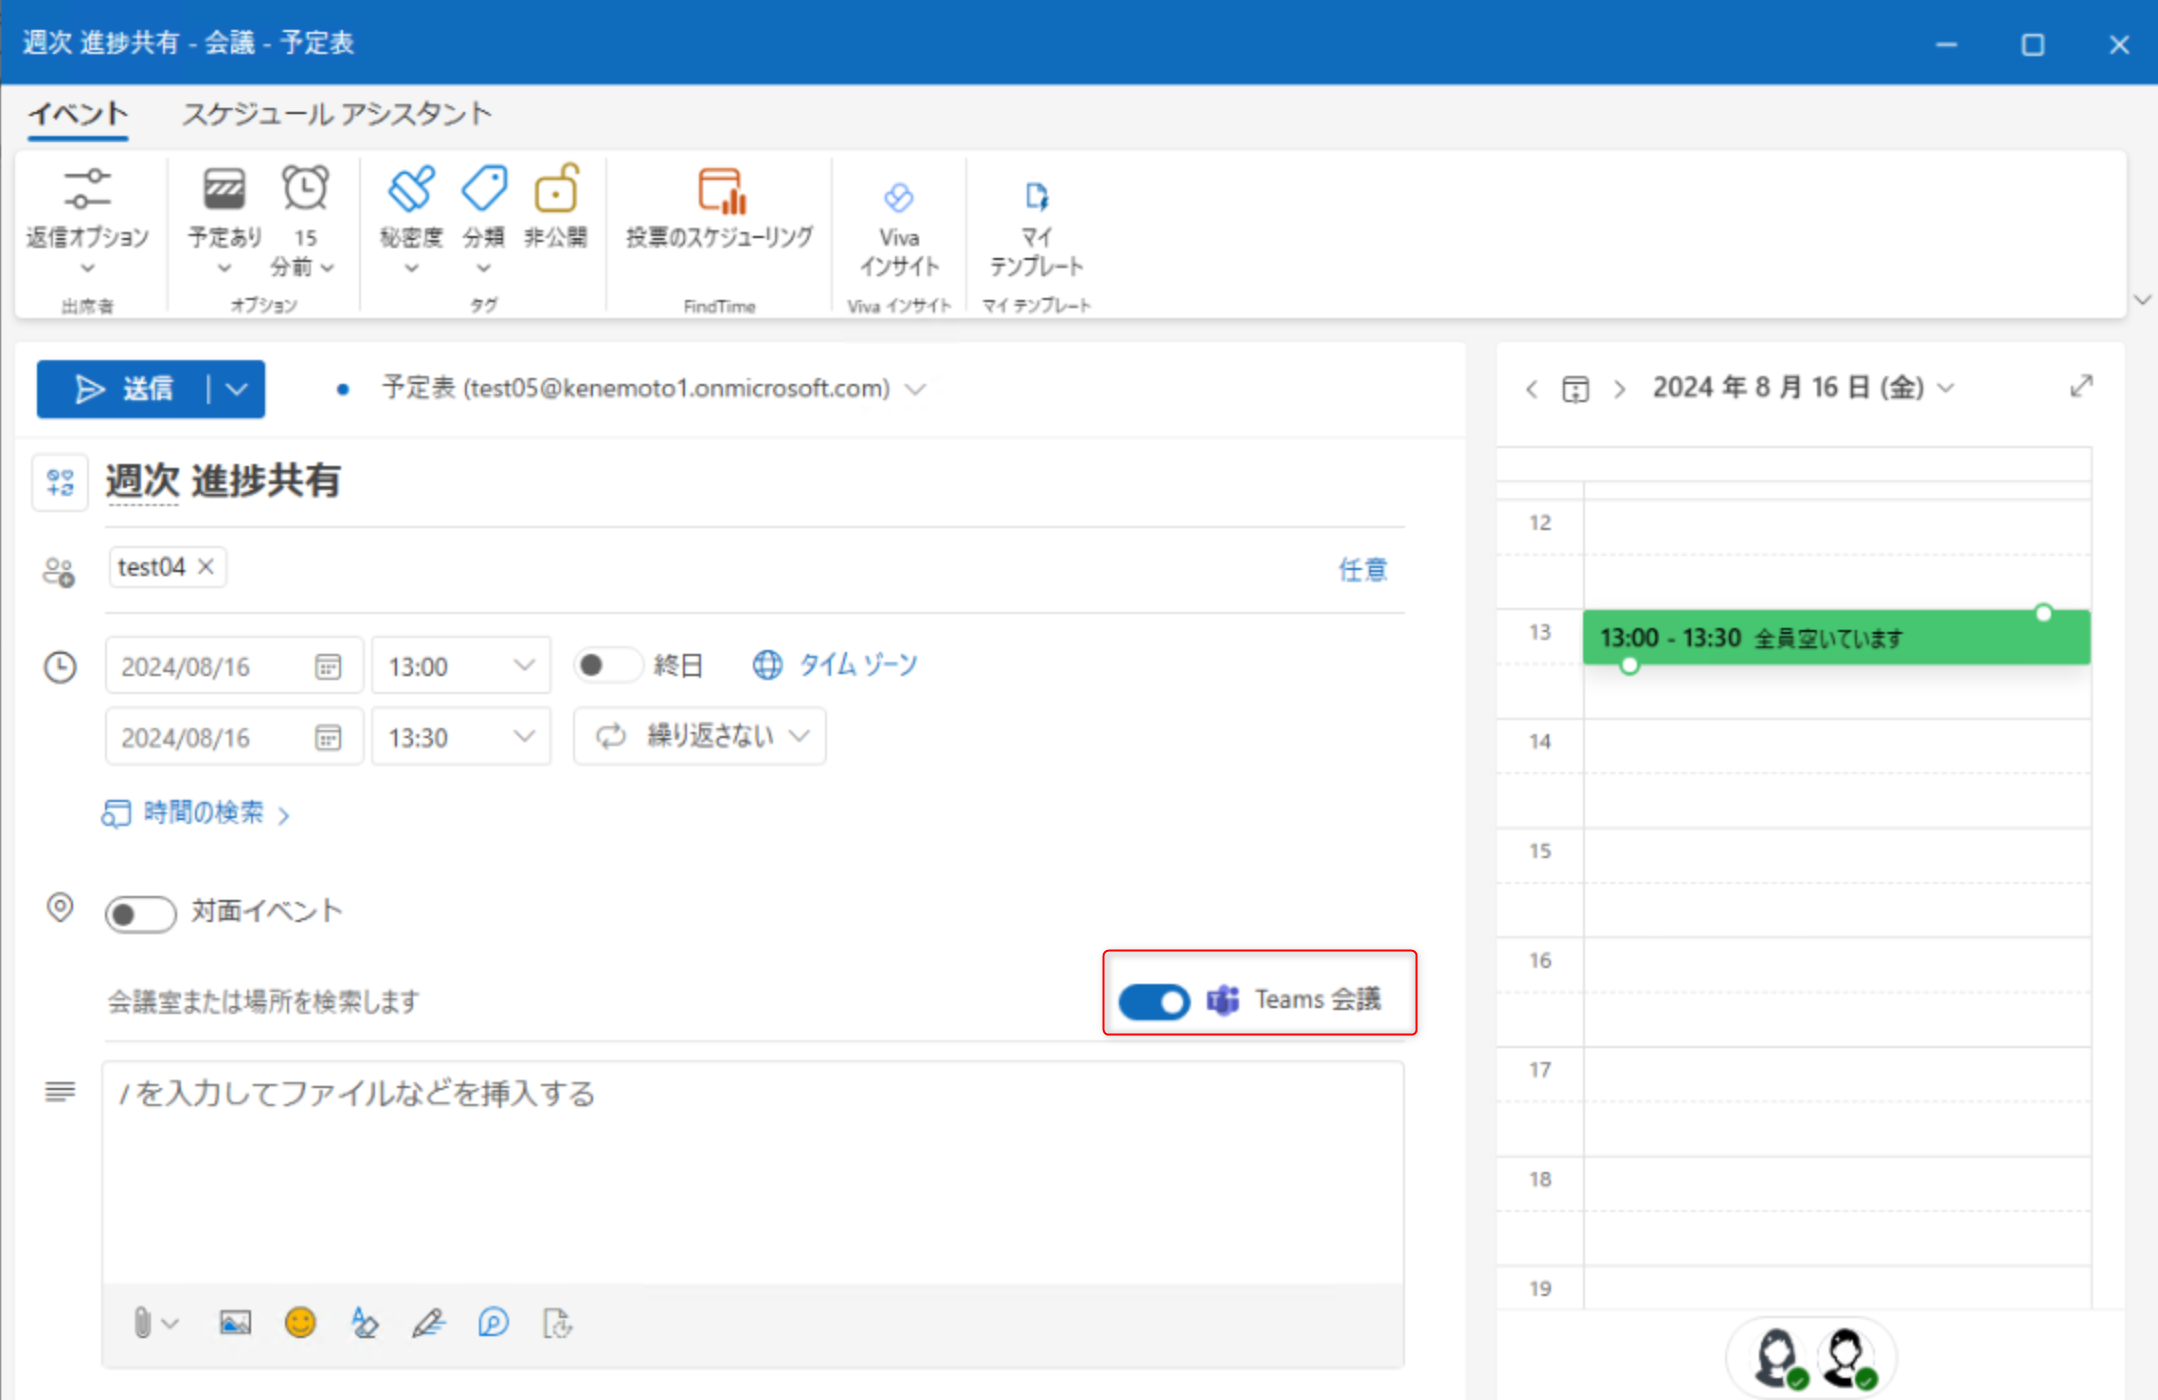 週次 進捗共有 - 会議 - 予定表
イベント スケジュール アシスタント
返信オプション
出席者
予定あり
15
分前
オプション
秘密度 分類 非公開
タグ
投票のスケジューリング
FindTime
Viva
インサイト
Viva インサイト
マイ
テンプレート
マイ テンプレート
送信
予定表 (test05@kenemoto1.onmicrosoft.com)
週次 進捗共有
test04
任意
2024/08/16 13:00 終日 タイム ゾーン
2024/08/16 13:30 繰り返さない
時間の検索
対面イベント
会議室または場所を検索します
Teams 会議
/ を入力してファイルなどを挿入する
2024 年 8 月 16 日 (金)
12
13
13:00 - 13:30 全員空いています
14
15
16
17
18
19